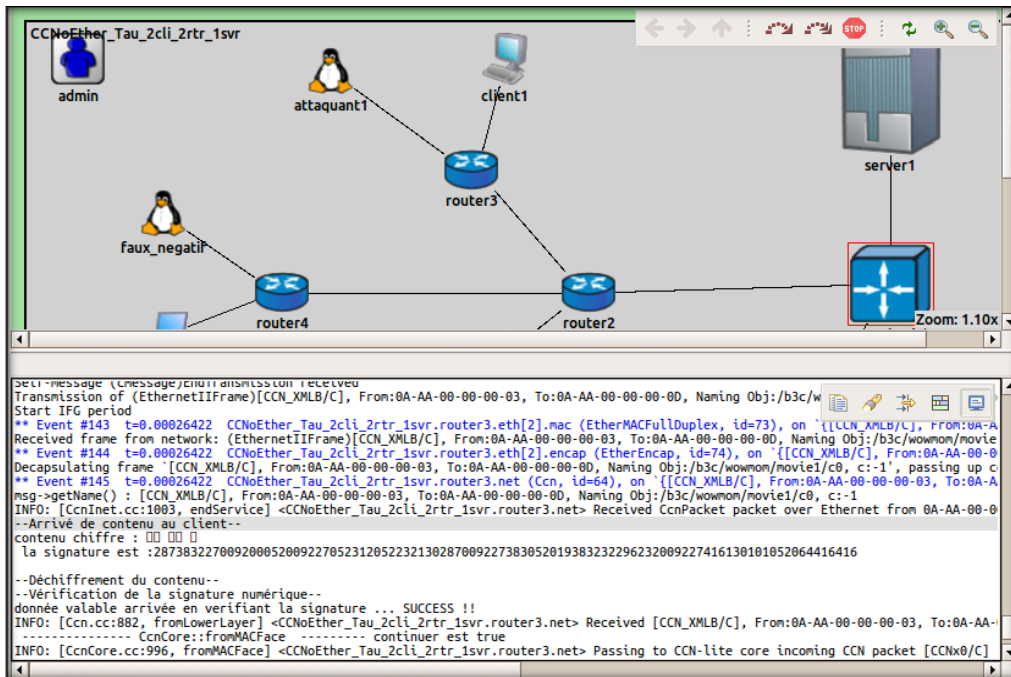 CCNoEther_Tau_2cli_2rtr_1svr
STOP
admin
attaquant1
client1
server1
router3
faux_negatif
router4
router2
Zoom: 1.10x
Self-Message (cMessage)EndTransmission received
Transmission of (EthernetIIFrame)[CCN_XMLB/C], From:0A-AA-00-00-00-03, To:0A-AA-00-00-00-0D, Naming Obj:/b3c/w
Start IFG period
** Event #143 t=0.00026422 CCNoEther_Tau_2cli_2rtr_1svr.router3.eth[2].mac (EtherMACFullDuplex, id=73), on `{[CCN_XMLB/C], From:0A-A
Received frame from network: (EthernetIIFrame)[CCN_XMLB/C], From:0A-AA-00-00-00-03, To:0A-AA-00-00-00-0D, Naming Obj:/b3c/wowmom/movie
** Event #144 t=0.00026422 CCNoEther_Tau_2cli_2rtr_1svr.router3.eth[2].encap (EtherEncap, id=74), on `{[CCN_XMLB/C], From:0A-AA-00-0
Decapsulating frame `[CCN_XMLB/C], From:0A-AA-00-00-00-03, To:0A-AA-00-00-00-0D, Naming Obj:/b3c/wowmom/movie1/c0, c:-1', passing up c
** Event #145 t=0.00026422 CCNoEther_Tau_2cli_2rtr_1svr.router3.net (Ccn, id=64), on `{[CCN_XMLB/C], From:0A-AA-00-00-00-03, To:0A-A
msg->getName() : [CCN_XMLB/C], From:0A-AA-00-00-00-03, To:0A-AA-00-00-00-0D, Naming Obj:/b3c/wowmom/movie1/c0, c:-1
INFO: [CcnInet.cc:1003, endService] <CCNoEther_Tau_2cli_2rtr_1svr.router3.net> Received CcnPacket packet over Ethernet from 0A-AA-00-0
--Arrivé de contenu au client--
contenu chiffre :
la signature est :28738322700920005200922705231205223213028700922738305201938323229623200922741613010105206441 6416
--Déchiffrement du contenu--
--Vérification de la signature numérique--
donnée valable arrivée en verifiant la signature ... SUCCESS !!
INFO: [Ccn.cc:882, fromLowerLayer] <CCNoEther_Tau_2cli_2rtr_1svr.router3.net> Received [CCN_XMLB/C], From:0A-AA-00-00-00-03, To:0A-AA-
--------------- CcnCore::fromMACFace --------- continuer est true
INFO: [CcnCore.cc:996, fromMACFace] <CCNoEther_Tau_2cli_2rtr_1svr.router3.net> Passing to CCN-lite core incoming CCN packet [CCNx0/C]